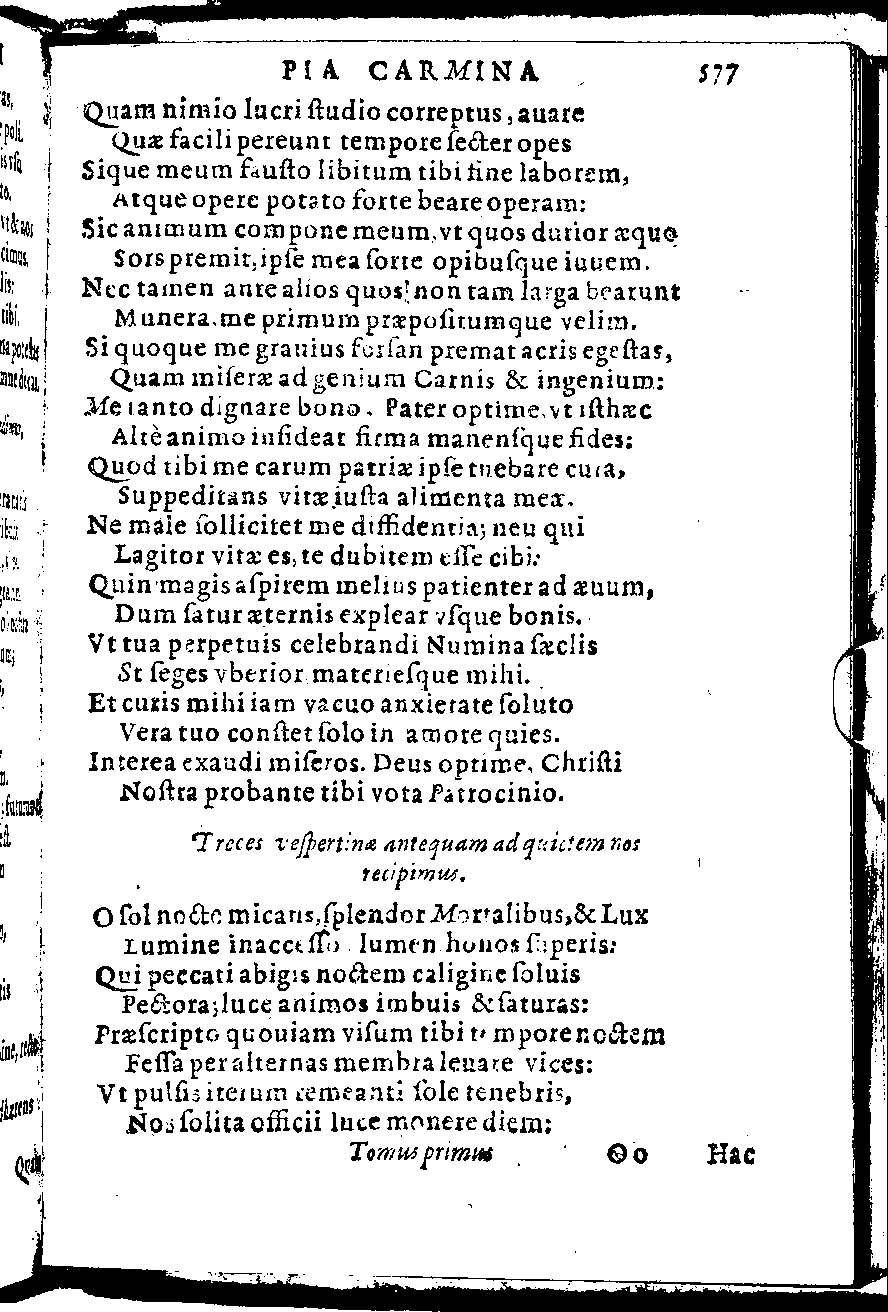 PIA CARMINA 577
Quam nimio lucri ſtudio correptus, auare
Quæ facili pereunt tempore ſecter opes
Sique meum fauſto libitum tibi fine laborem,
Atque opere potato forte beare operam:
Sic animum compone meum, vt quos durior æquo
Sors premit, ipſe mea ſorte opibuſque iuuem.
Nec tamen ante alios quos non tam larga bearunt
Munera, me primum præpoſitumque velim.
Si quoque me grauius forſan premat acris egeſtas,
Quam miſeræ ad genium Carnis & ingenium:
Me tanto dignare bono, Pater optime, vt iſthæc
Altè animo inſideat firma manenſque fides:
Quod tibi me carum patriæ ipſe tuebare cura,
Suppeditans vitæ iuſta alimenta meæ.
Ne male ſollicitet me diffidentia; neu qui
Lagitor vitæ es, te dubitem eſſe cibi:
Quin magis aſpirem melius patienter ad æuum,
Dum ſatur æternis explear vſque bonis.
Vt tua perpetuis celebrandi Numina ſæclis
St ſeges vberior materieſque mihi.
Et curis mihi iam vacuo anxietate ſoluto
Vera tuo conſtet ſolo in amore quies.
Interea exaudi miſeros. Deus optime, Chriſti
Noſtra probante tibi vota Patrocinio.
Treces veſpertinæ antequam ad quietem nos
recipimus.
O ſol nocte micans, ſplendor Mortalibus, & Lux
Lumine inacceſſo lumen honos ſuperis:
Qui peccati abigis noctem caligine ſoluis
Pectora; luce animos imbuis & ſaturas:
Præſcripto quouiam viſum tibi tempore noctem
Feſſa per alternas membra leuare vices:
Vt pulſis iterum remeanti ſole tenebris,
Nos ſolita officii luce monere diem:
Tomus primus Oo Hac